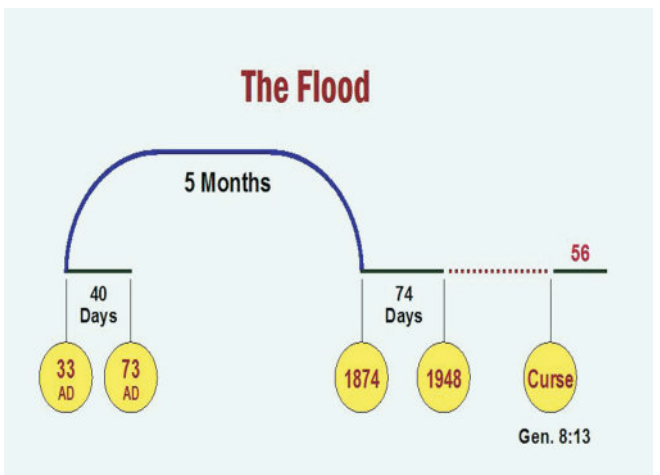 The Flood
5 Months
56
40
Days
74
Days
33
AD
73
AD
1874
1948
Curse
Gen. 8:13